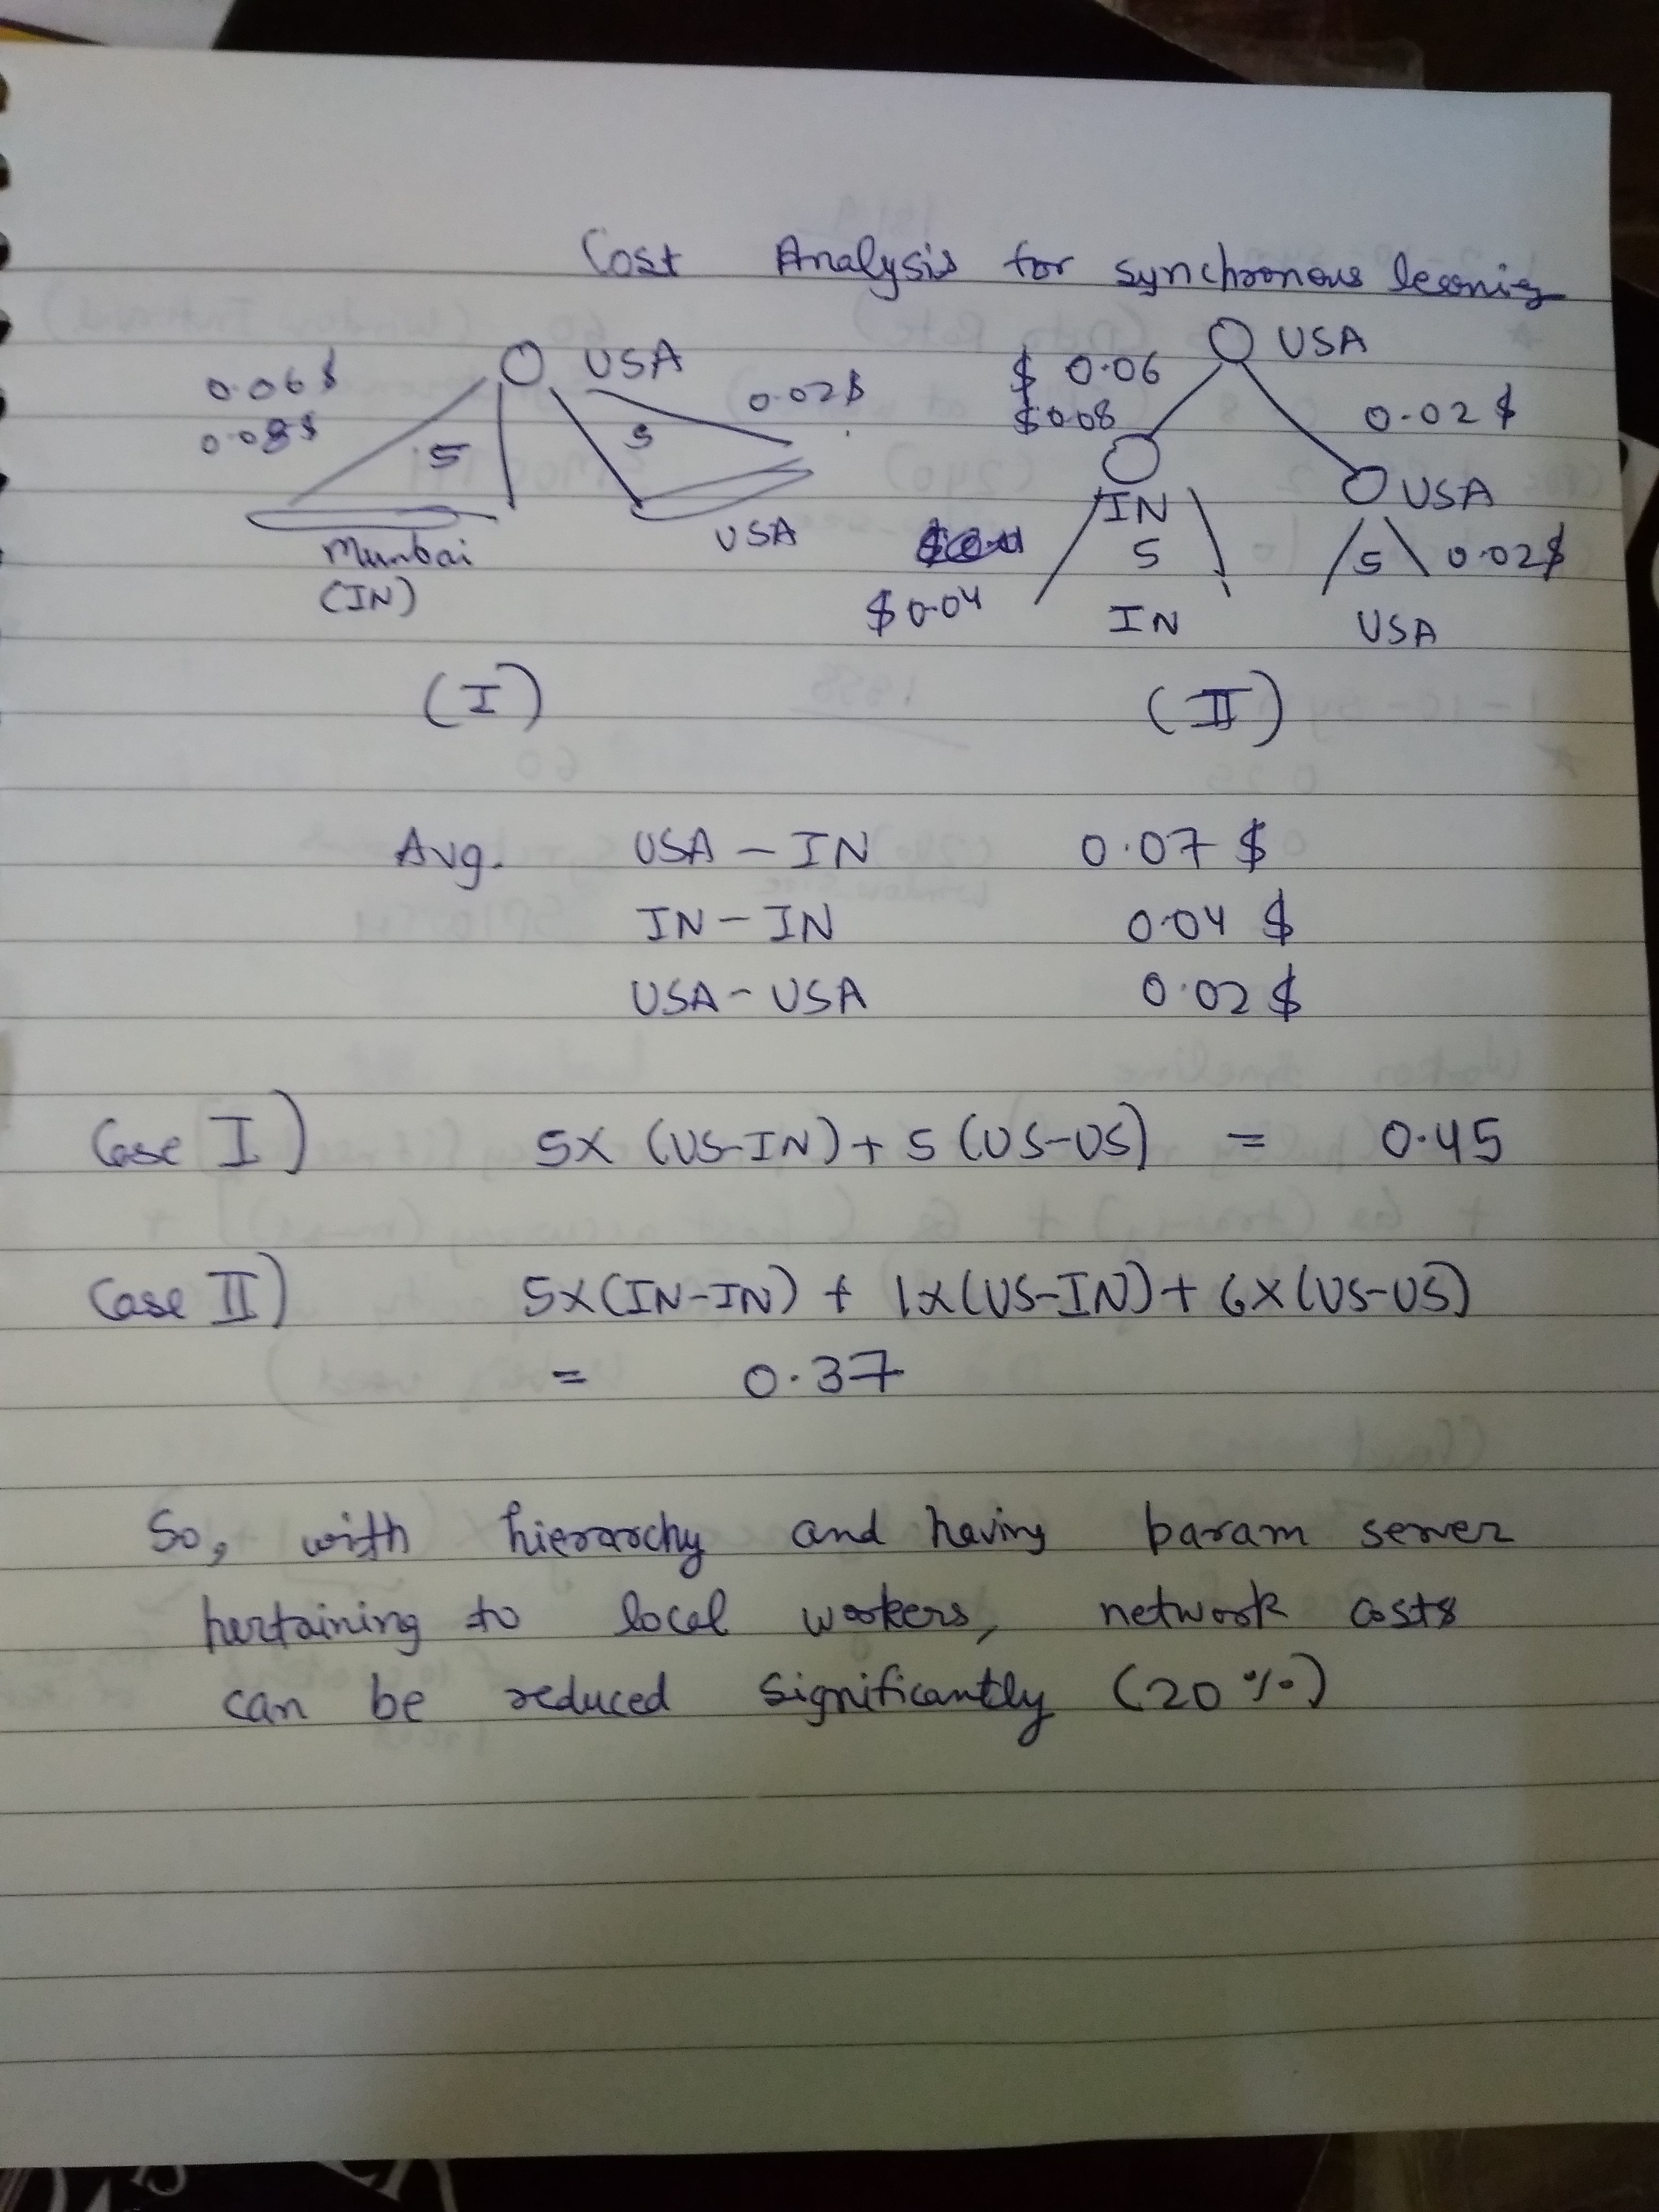 Cost Analysis for synchronous learning
0.06$
0.08$
USA
0.02$
5
5
Mumbai
(IN)
USA
(I)
USA
$ 0.06
$0.08
0.02$
IN
USA
5
5
0.02$
$0.04
IN
USA
(II)
Avg. USA - IN 0.07 $
IN - IN 0.04 $
USA - USA 0.02 $
Case I) 5x (US-IN) + 5 (US-US) = 0.45
Case II) 5x(IN-IN) + 1x(US-IN) + 6x(US-US)
= 0.37
So, with hierarchy and having param server
pertaining to local workers, network costs
can be reduced significantly (20%)